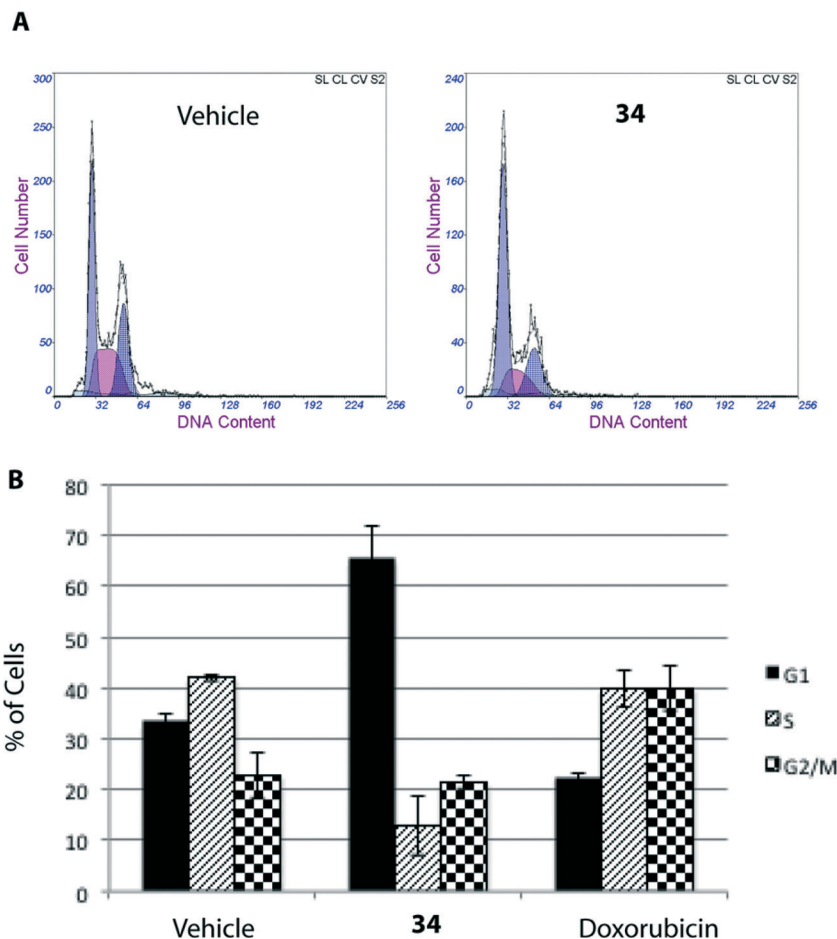 A
300
250
200
150
100
50
0
Cell Number
SL CL CV S2
Vehicle
0 32 64 96 128 160 192 224 256
DNA Content
240
200
160
120
80
40
0
Cell Number
SL CL CV S2
34
0 32 64 96 128 160 192 224 256
DNA Content
B
80
70
60
50
40
30
20
10
0
% of Cells
G1
S
G2/M
Vehicle 34 Doxorubicin